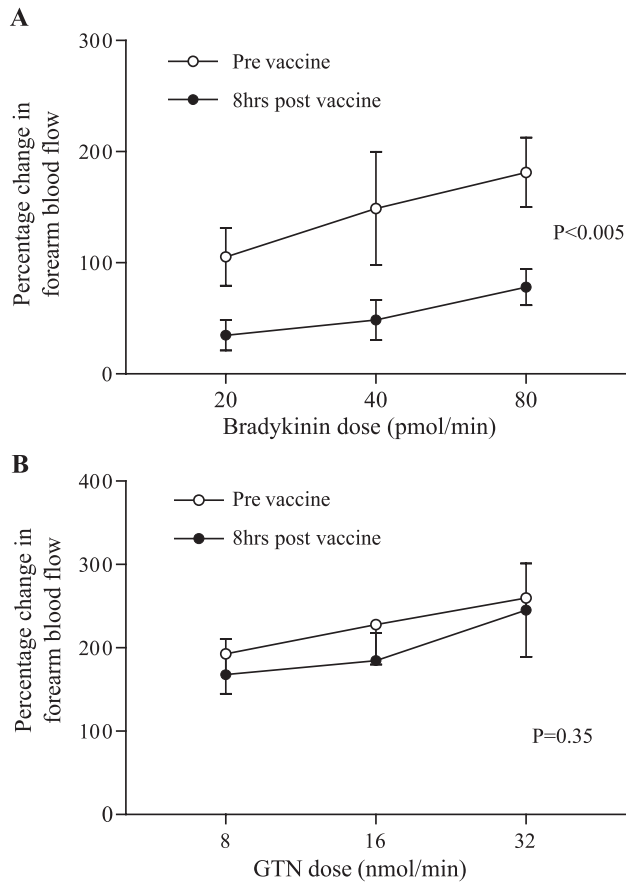 A
300
200
100
0
Percentage change in
forearm blood flow
Pre vaccine
8hrs post vaccine
P<0.005
20 40 80
Bradykinin dose (pmol/min)
B
400
300
200
100
0
Percentage change in
forearm blood flow
Pre vaccine
8hrs post vaccine
P=0.35
8 16 32
GTN dose (nmol/min)